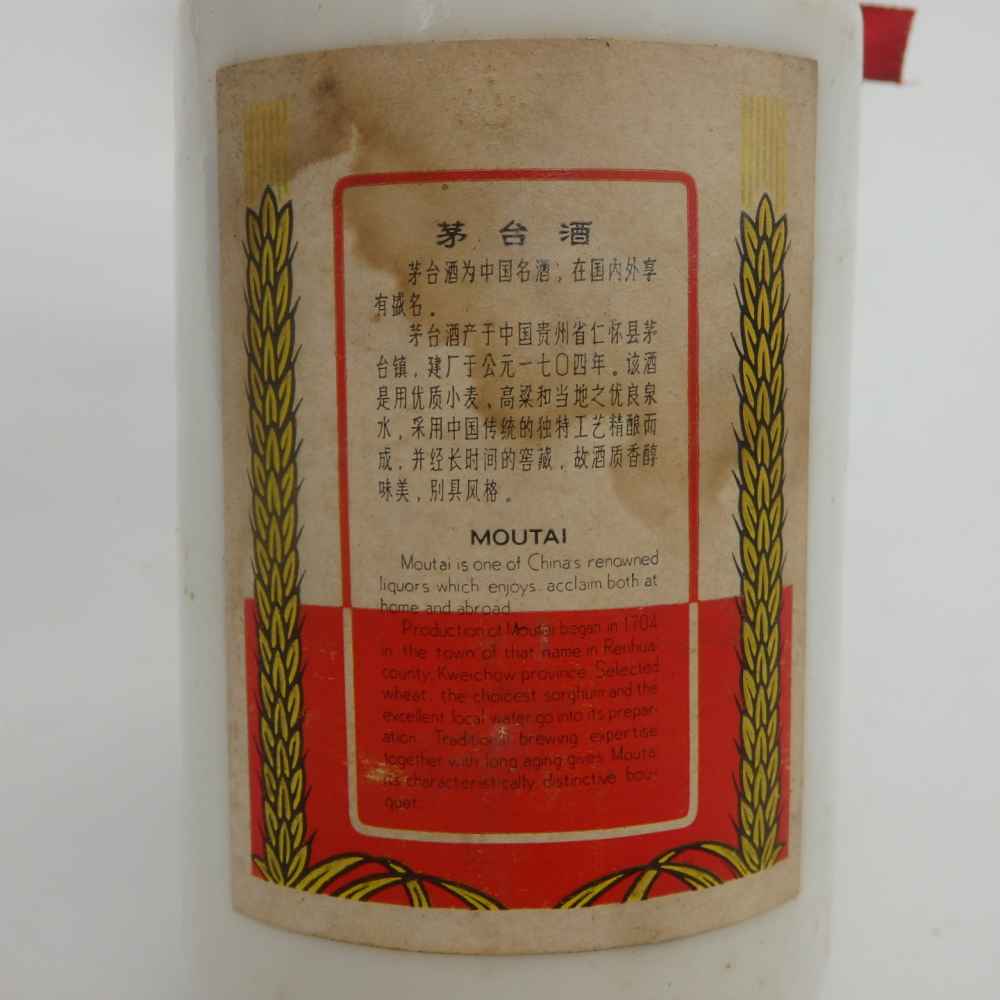 茅台酒
茅台酒为中国名酒，在国内外享
有盛名。
茅台酒产于中国贵州省仁怀县茅
台镇，建厂于公元一七〇四年。该酒
是用优质小麦，高粱和当地之优良泉
水，采用中国传统的独特工艺精酿而
成，并经长时间的窖藏，故酒质香醇
味美，别具风格。
MOUTAI
Moutai is one of China's renowned
liquors which enjoys acclaim both at
home and abroad.
Production of Moutai began in 1704
in the town of that name in Renhuai
county, Kweichow province. Selected
wheat, the choicest sorghum and the
excellent local water go into its prepar-
ation. Traditional brewing expertise
together with long aging gives Moutai
its characteristically distinctive bou-
quet.